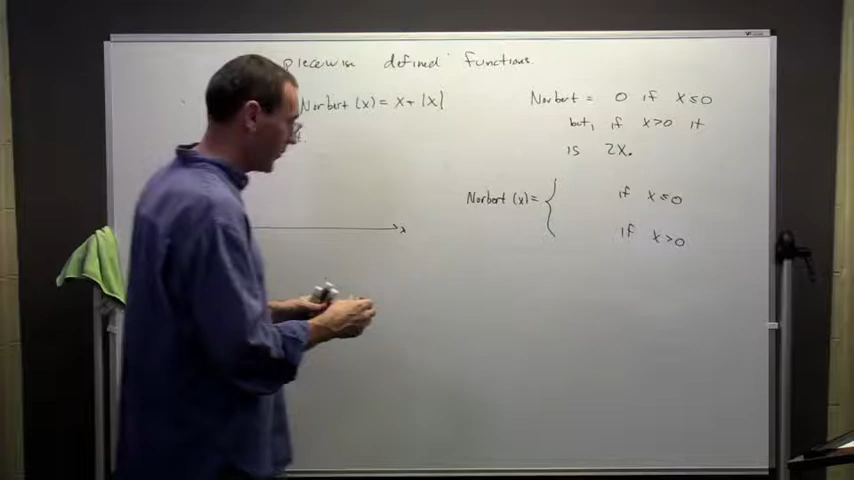 piecewise defined functions.
Norbert (x) = x + |x|
Norbert = 0 if x ≤ 0
but, if x > 0 it
is 2x.
Norbert (x) = {
if x ≤ 0
if x > 0
x